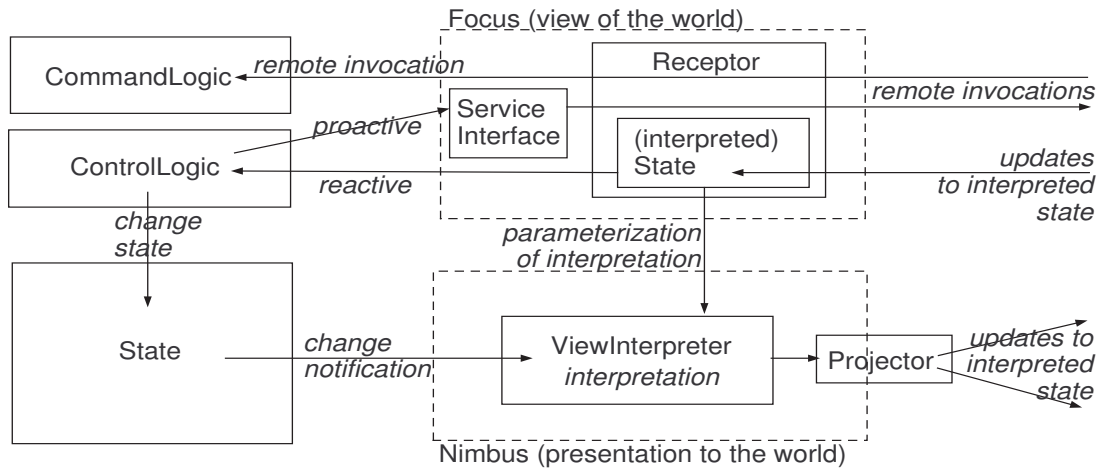 Focus (view of the world)
CommandLogic
remote invocation
Receptor
remote invocations
Service
Interface
proactive
ControlLogic
(interpreted)
State
reactive
updates
to interpreted
state
change
state
parameterization
of interpretation
State
change
notification
ViewInterpreter
interpretation
Projector
updates to
interpreted
state
Nimbus (presentation to the world)